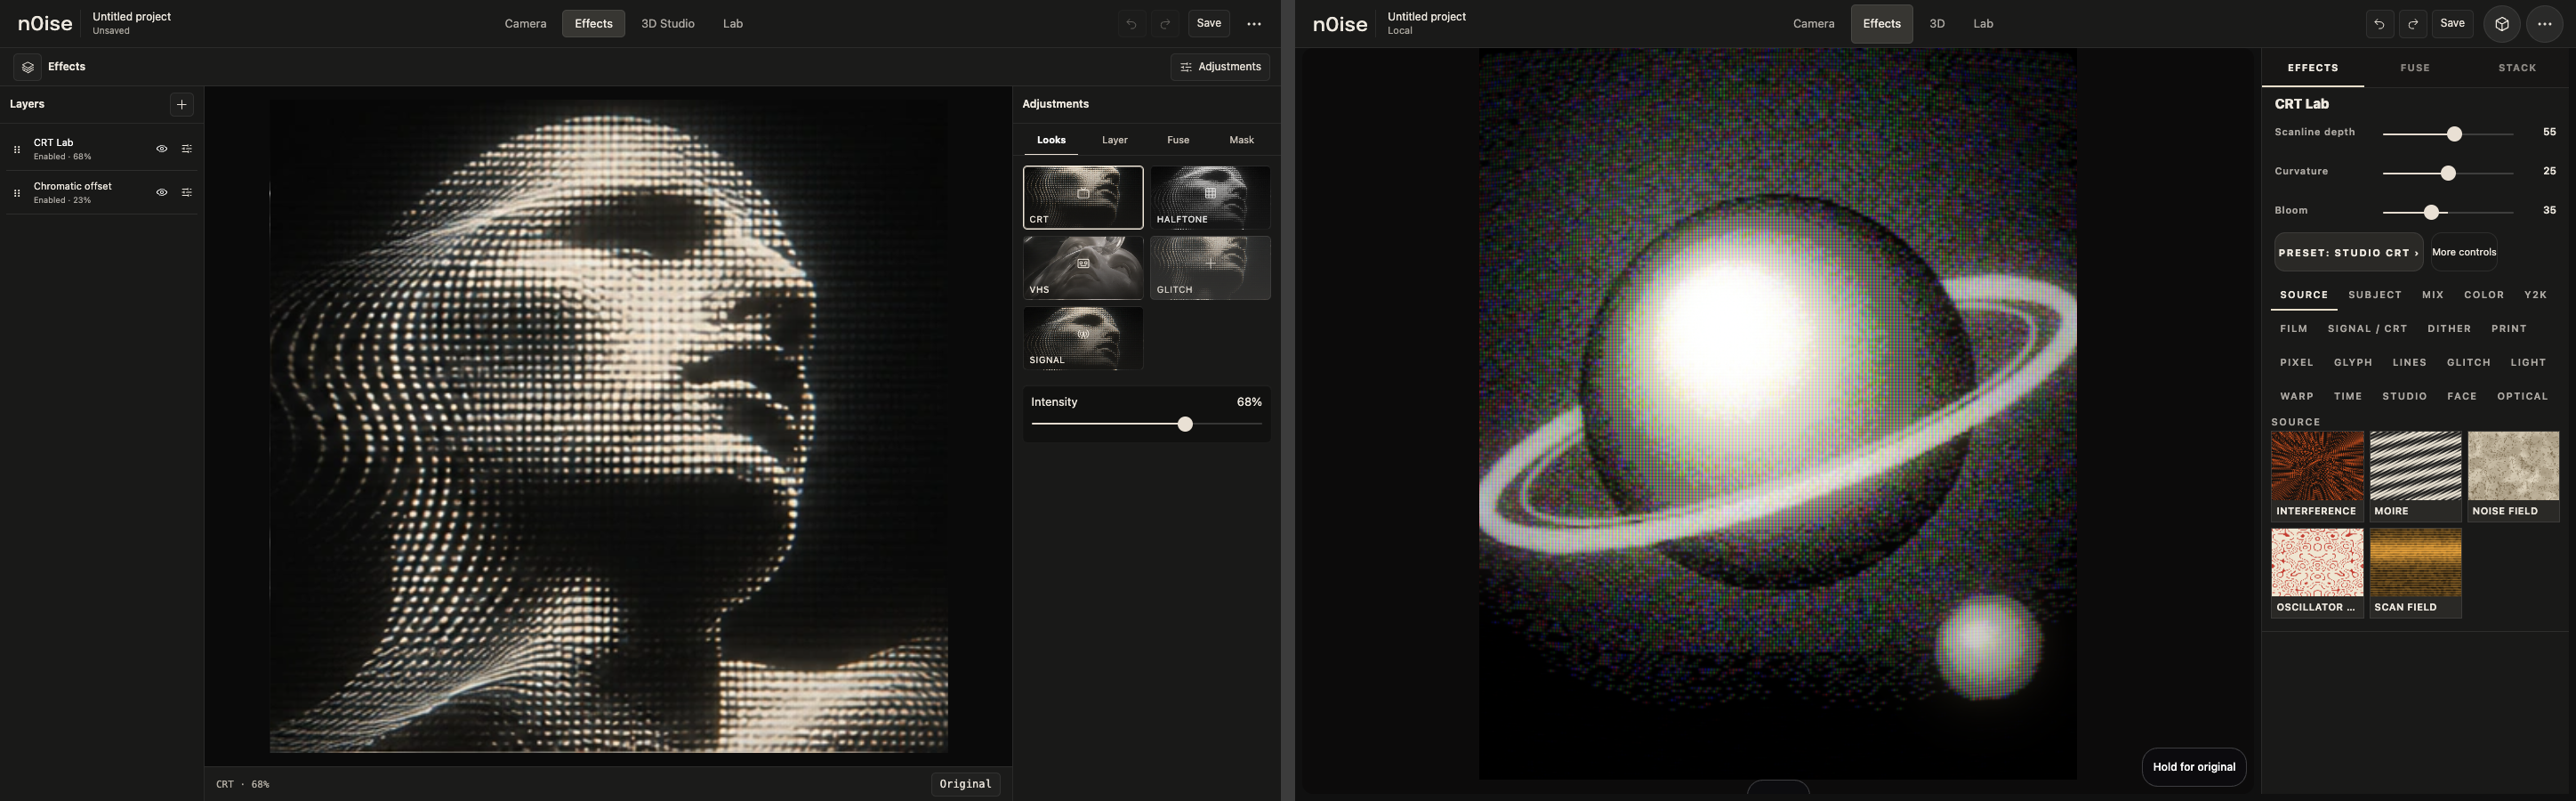 n0ise
Untitled project
Unsaved
Camera
Effects
3D Studio
Lab
Save
Effects
Adjustments
Layers
CRT Lab
Enabled · 68%
Chromatic offset
Enabled · 23%
CRT · 68%
Original
Adjustments
Looks
Layer
Fuse
Mask
CRT
HALFTONE
VHS
GLITCH
SIGNAL
Intensity
68%
n0ise
Untitled project
Local
Camera
Effects
3D
Lab
Save
Hold for original
EFFECTS
FUSE
STACK
CRT Lab
Scanline depth
55
Curvature
25
Bloom
35
PRESET: STUDIO CRT ›
More controls
SOURCE SUBJECT MIX COLOR Y2K
FILM SIGNAL / CRT DITHER PRINT
PIXEL GLYPH LINES GLITCH LIGHT
WARP TIME STUDIO FACE OPTICAL
SOURCE
INTERFERENCE
MOIRE
NOISE FIELD
OSCILLATOR ...
SCAN FIELD